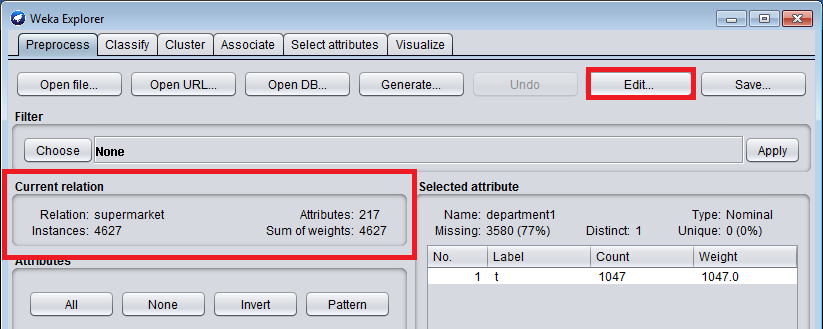 Weka Explorer
Preprocess Classify Cluster Associate Select attributes Visualize
Open file... Open URL... Open DB... Generate... Undo Edit... Save...
Filter
Choose None Apply
Current relation
Relation: supermarket Attributes: 217
Instances: 4627 Sum of weights: 4627
Selected attribute
Name: department1 Type: Nominal
Missing: 3580 (77%) Distinct: 1 Unique: 0 (0%)
No. Label Count Weight
1 t 1047 1047.0
Attributes
All None Invert Pattern